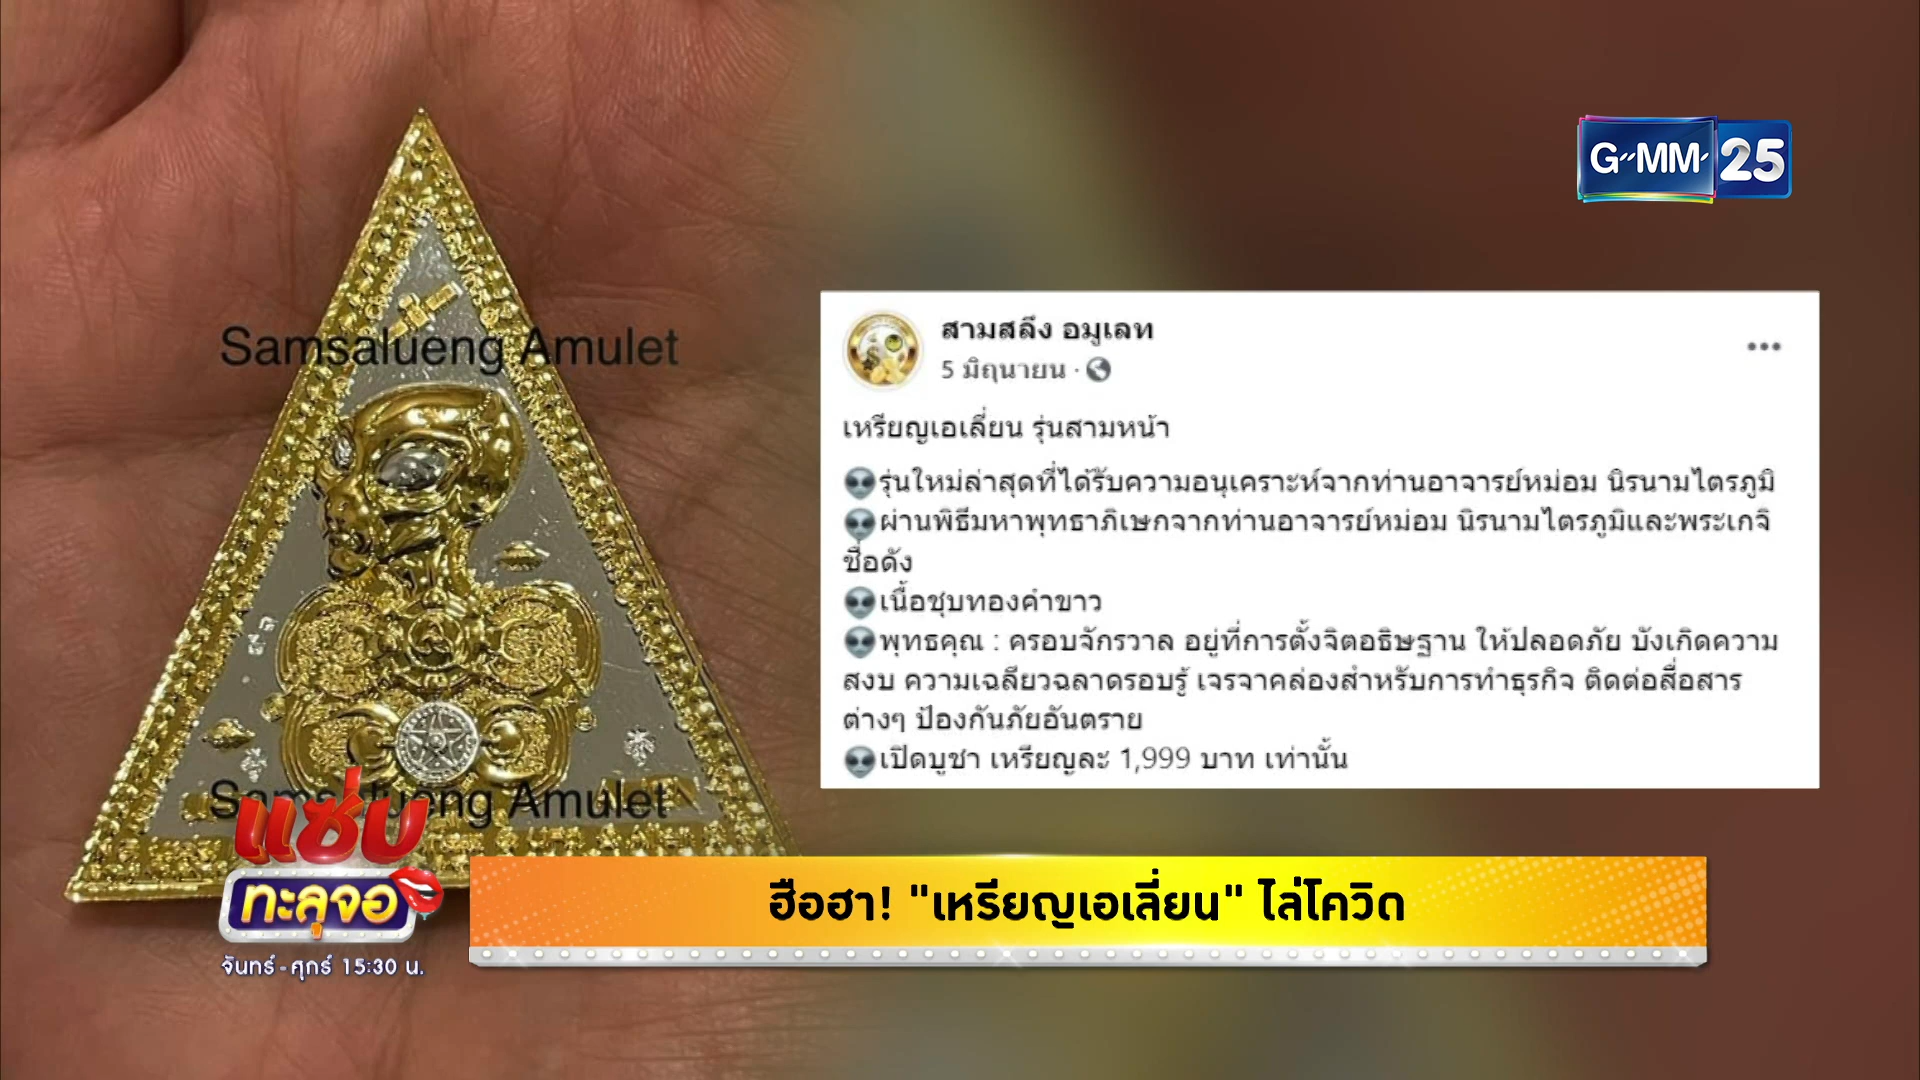 G-MM 25
Samsalueng Amulet
สามสลึง อมูเลท
5 มิถุนายน ·
เหรียญเอเลี่ยน รุ่นสามหน้า
รุ่นใหม่ล่าสุดที่ได้รับความอนุเคราะห์จากท่านอาจารย์หม่อม นิรนามไตรภูมิ
ผ่านพิธีมหาพุทธาภิเษกจากท่านอาจารย์หม่อม นิรนามไตรภูมิและพระเกจิ
ชื่อดัง
เนื้อชุบทองคำขาว
พุทธคุณ : ครอบจักรวาล อยู่ที่การตั้งจิตอธิษฐาน ให้ปลอดภัย บังเกิดความ
สงบ ความเฉลียวฉลาดรอบรู้ เจรจาคล่องสำหรับการทำธุรกิจ ติดต่อสื่อสาร
ต่างๆ ป้องกันภัยอันตราย
เปิดบูชา เหรียญละ 1,999 บาท เท่านั้น
Samsalueng Amulet
แซ่บ
ทะลุจอ
จันทร์ - ศุกร์ 15:30 น.
ฮือฮา! "เหรียญเอเลี่ยน" ไล่โควิด